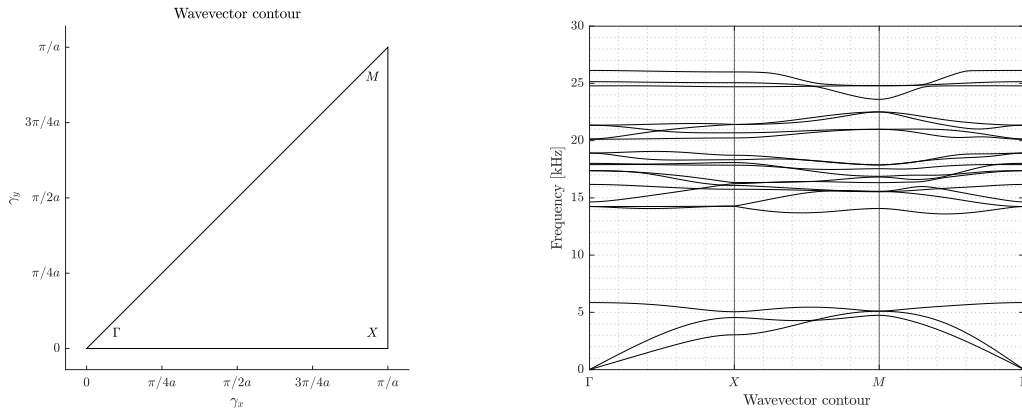 Wavevector contour
π/a
3π/4a
π/2a
π/4a
0
γy
M
Γ
X
0
π/4a
π/2a
3π/4a
π/a
γx
30
25
20
15
10
5
0
Frequency [kHz]
Γ
X
M
Wavevector contour